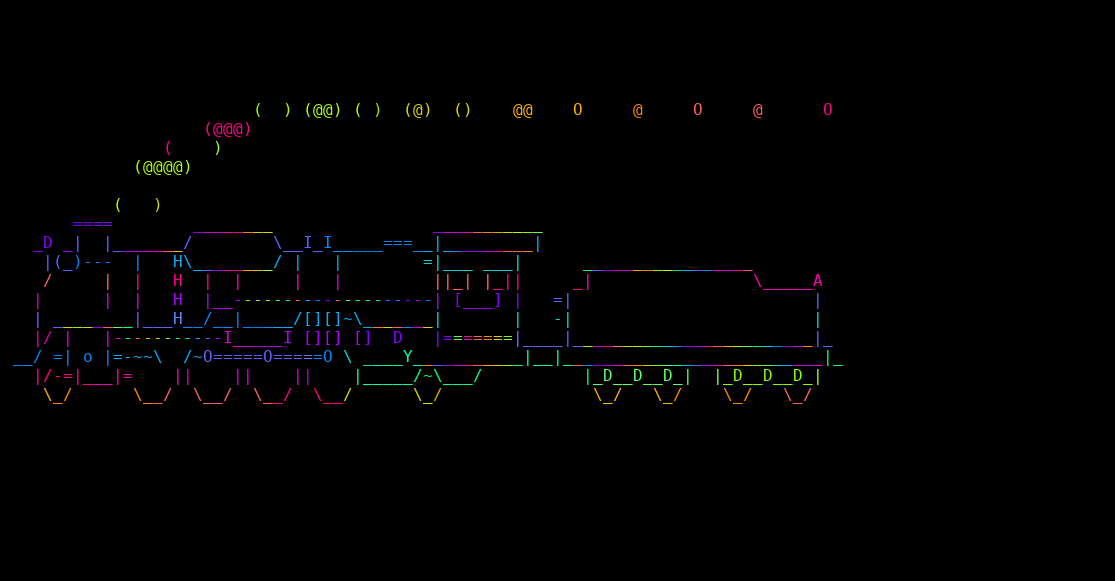 (  ) (@@) ( )  (@)  ()    @@    O     @     O     @      O
                   (@@@)
               (    )
            (@@@@)

          (   )
      ====        ________                ___________
  _D _|  |_______/        \__I_I_____===__|_________|
   |(_)---  |   H\________/ |   |        =|___ ___|      _________________
   /     |  |   H  |  |     |   |         ||_| |_||     _|                \_____A
  |      |  |   H  |__--------------------| [___] |   =|                        |
  | ________|___H__/__|_____/[][]~\_______|       |   -|                        |
  |/ |   |-----------I_____I [][] []  D   |=======|____|________________________|_
__/ =| o |=-~~\  /~O=====O=====O \ ____Y___________|__|__________________________|_
  |/-=|___|=    ||    ||    ||    |_____/~\___/          |_D__D__D_|  |_D__D__D_|
   \_/      \__/  \__/  \__/  \__/      \_/               \_/   \_/    \_/   \_/